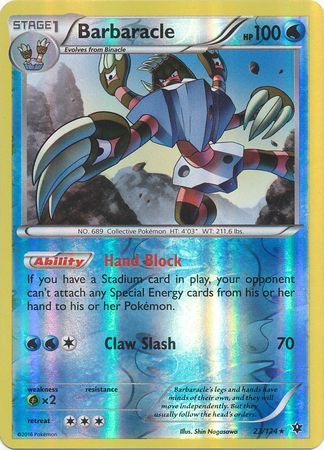 STAGE1
Barbaracle
HP 100
Evolves from Binacle
NO. 689 Collective Pokémon HT: 4'03" WT: 211.6 lbs.
Ability Hand Block
If you have a Stadium card in play, your opponent
can't attach any Special Energy cards from his or her
hand to his or her Pokémon.
Claw Slash 70
weakness
×2
resistance
retreat
Barbaracle's legs and hands have
minds of their own, and they
will move independently. But they
usually follow the head's orders.
Illus. Shin Nagasawa
23/124
©2016 Pokémon